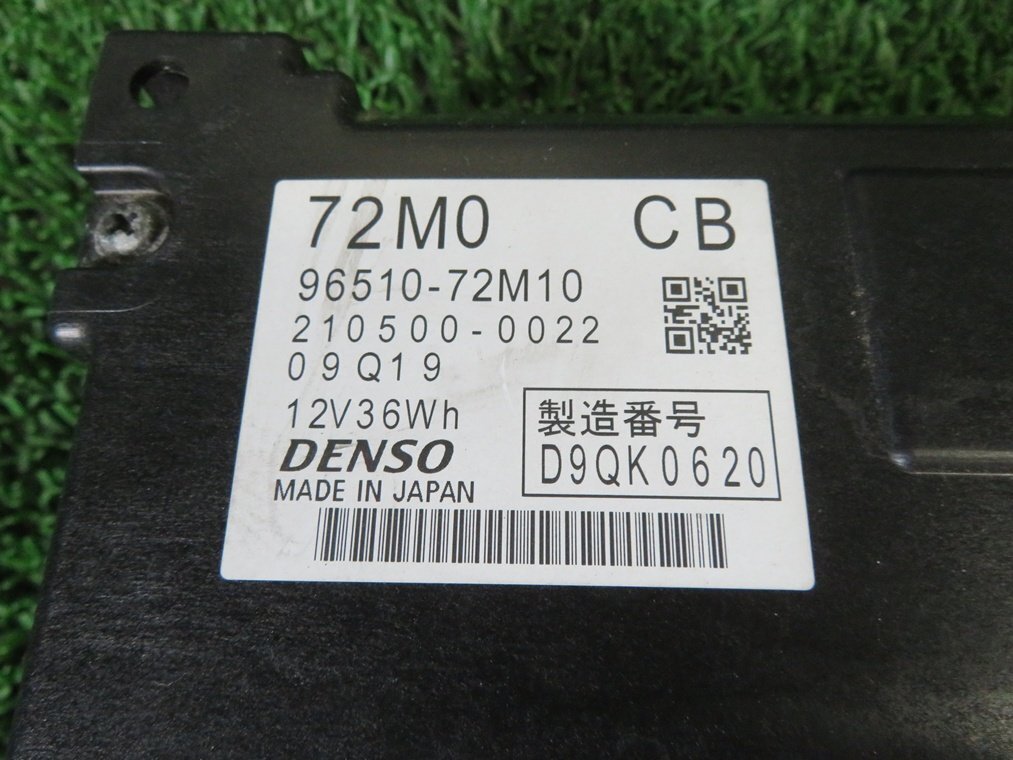 72M0 CB
96510-72M10
210500-0022
09Q19
12V36Wh
製造番号
D9QK0620
DENSO
MADE IN JAPAN